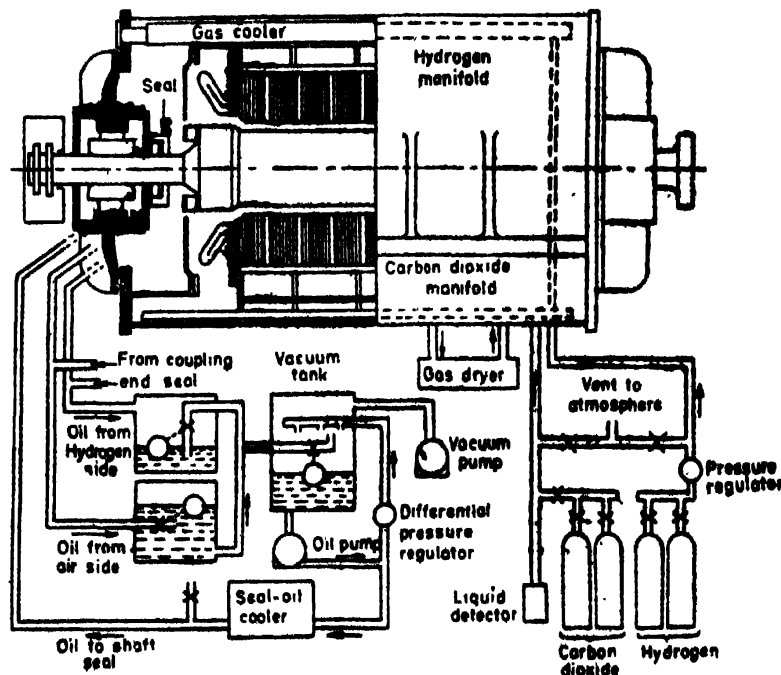 Gas cooler
Hydrogen
manifold
Seal
Carbon dioxide
manifold
From coupling
end seal
Vacuum
tank
Gas dryer
Vent to
atmosphere
Oil from
Hydrogen
side
Vacuum
pump
Pressure
regulator
Differential
pressure
regulator
Oil from
air side
Oil pump
Seal-oil
cooler
Liquid
detector
Oil to shaft
seal
Carbon
dioxide
Hydrogen